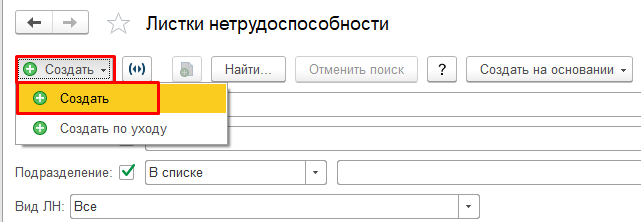 Листки нетрудоспособности
Создать Найти... Отменить поиск ? Создать на основании
Создать
Создать по уходу
Подразделение: В списке
Вид ЛН: Все